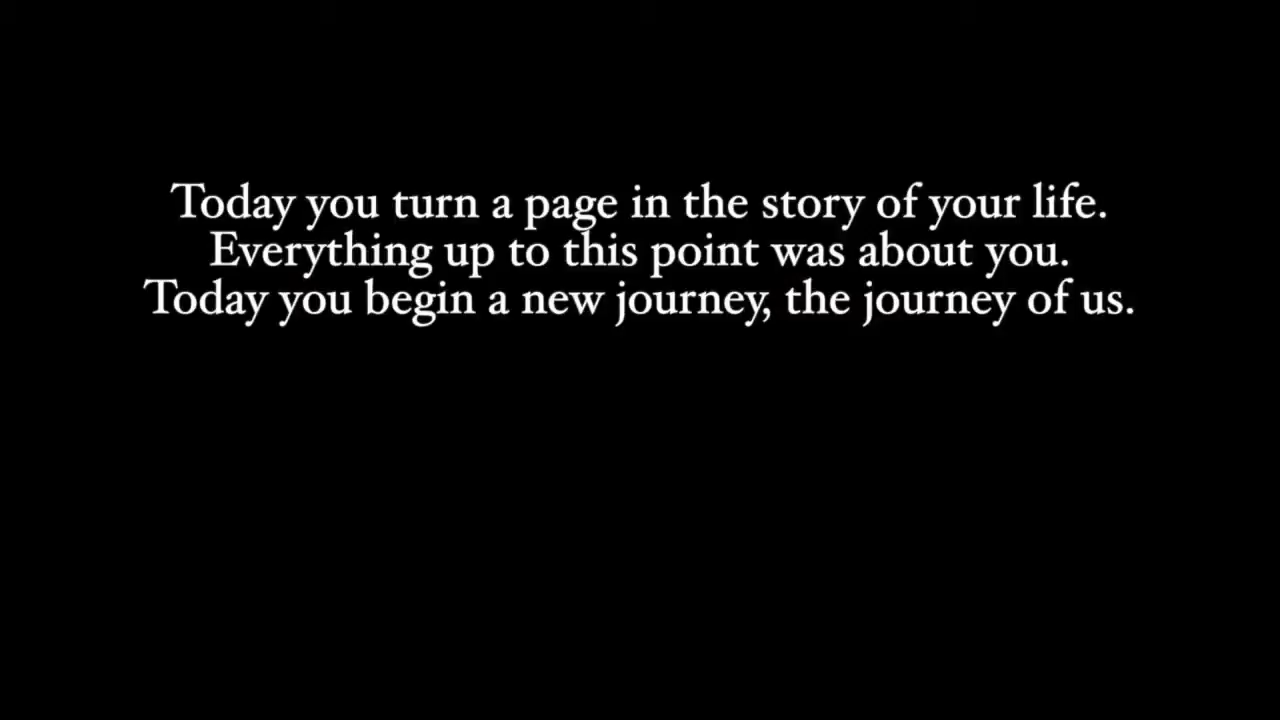 Today you turn a page in the story of your life.
Everything up to this point was about you.
Today you begin a new journey, the journey of us.